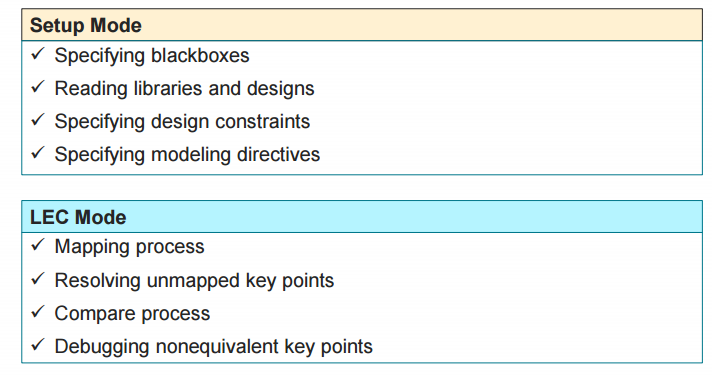 Setup Mode
✓ Specifying blackboxes
✓ Reading libraries and designs
✓ Specifying design constraints
✓ Specifying modeling directives
LEC Mode
✓ Mapping process
✓ Resolving unmapped key points
✓ Compare process
✓ Debugging nonequivalent key points